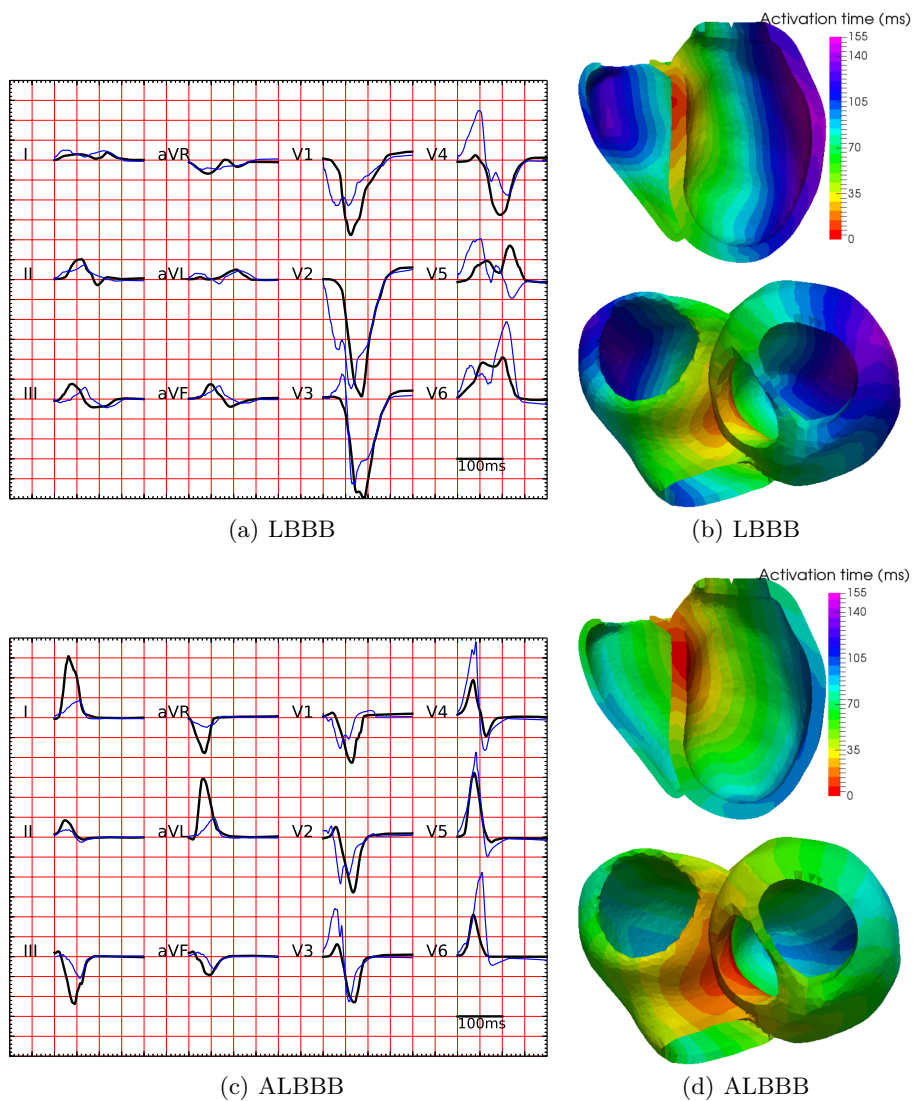 I aVR V1 V4
II aVL V2 V5
III aVF V3 V6
100ms
(a) LBBB
Activation time (ms)
155
140
105
70
35
0
(b) LBBB
I aVR V1 V4
II aVL V2 V5
III aVF V3 V6
100ms
(c) ALBBB
Activation time (ms)
155
140
105
70
35
0
(d) ALBBB